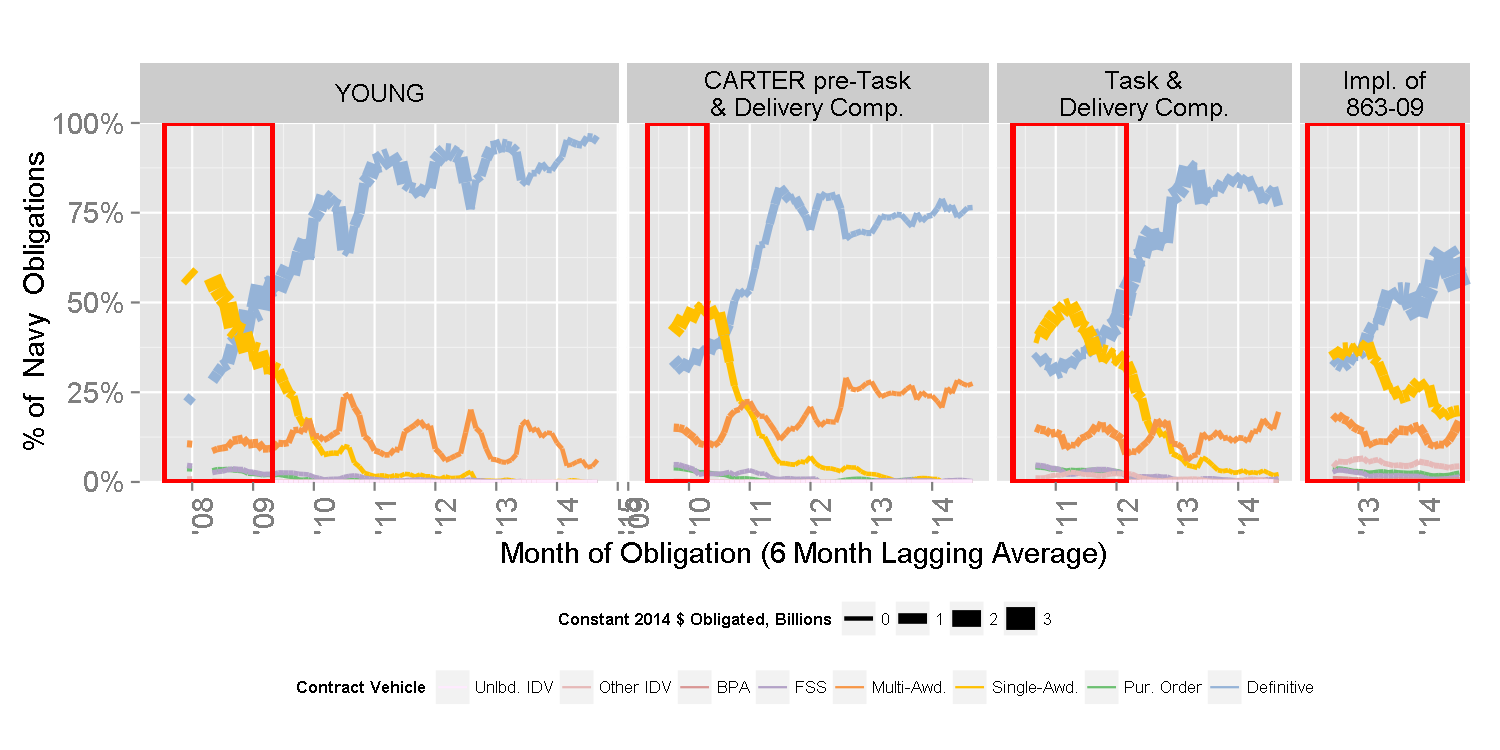 YOUNG
CARTER pre-Task
& Delivery Comp.
Task &
Delivery Comp.
Impl. of
863-09
100%
75%
50%
25%
0%
% of Navy Obligations
'08
'09
'10
'11
'12
'13
'14
'15
'09
'10
'11
'12
'13
'14
'11
'12
'13
'14
'13
'14
Month of Obligation (6 Month Lagging Average)
Constant 2014 $ Obligated, Billions 0 1 2 3
Contract Vehicle Unlbd. IDV Other IDV BPA FSS Multi-Awd. Single-Awd. Pur. Order Definitive